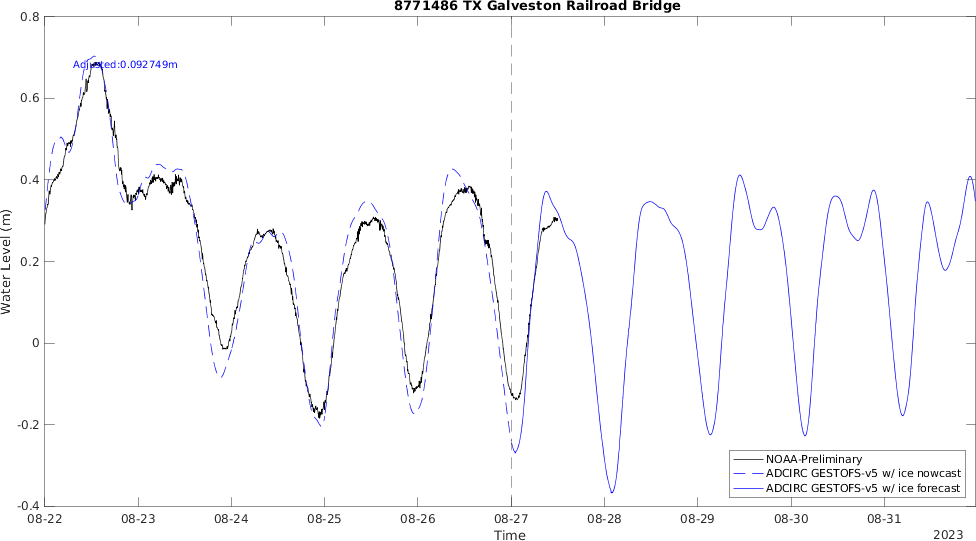 8771486 TX Galveston Railroad Bridge
Adjusted:0.092749m
Water Level (m)
0.8
0.6
0.4
0.2
0
-0.2
-0.4
NOAA-Preliminary
ADCIRC GESTOFS-v5 w/ ice nowcast
ADCIRC GESTOFS-v5 w/ ice forecast
08-22 08-23 08-24 08-25 08-26 08-27 08-28 08-29 08-30 08-31
Time
2023